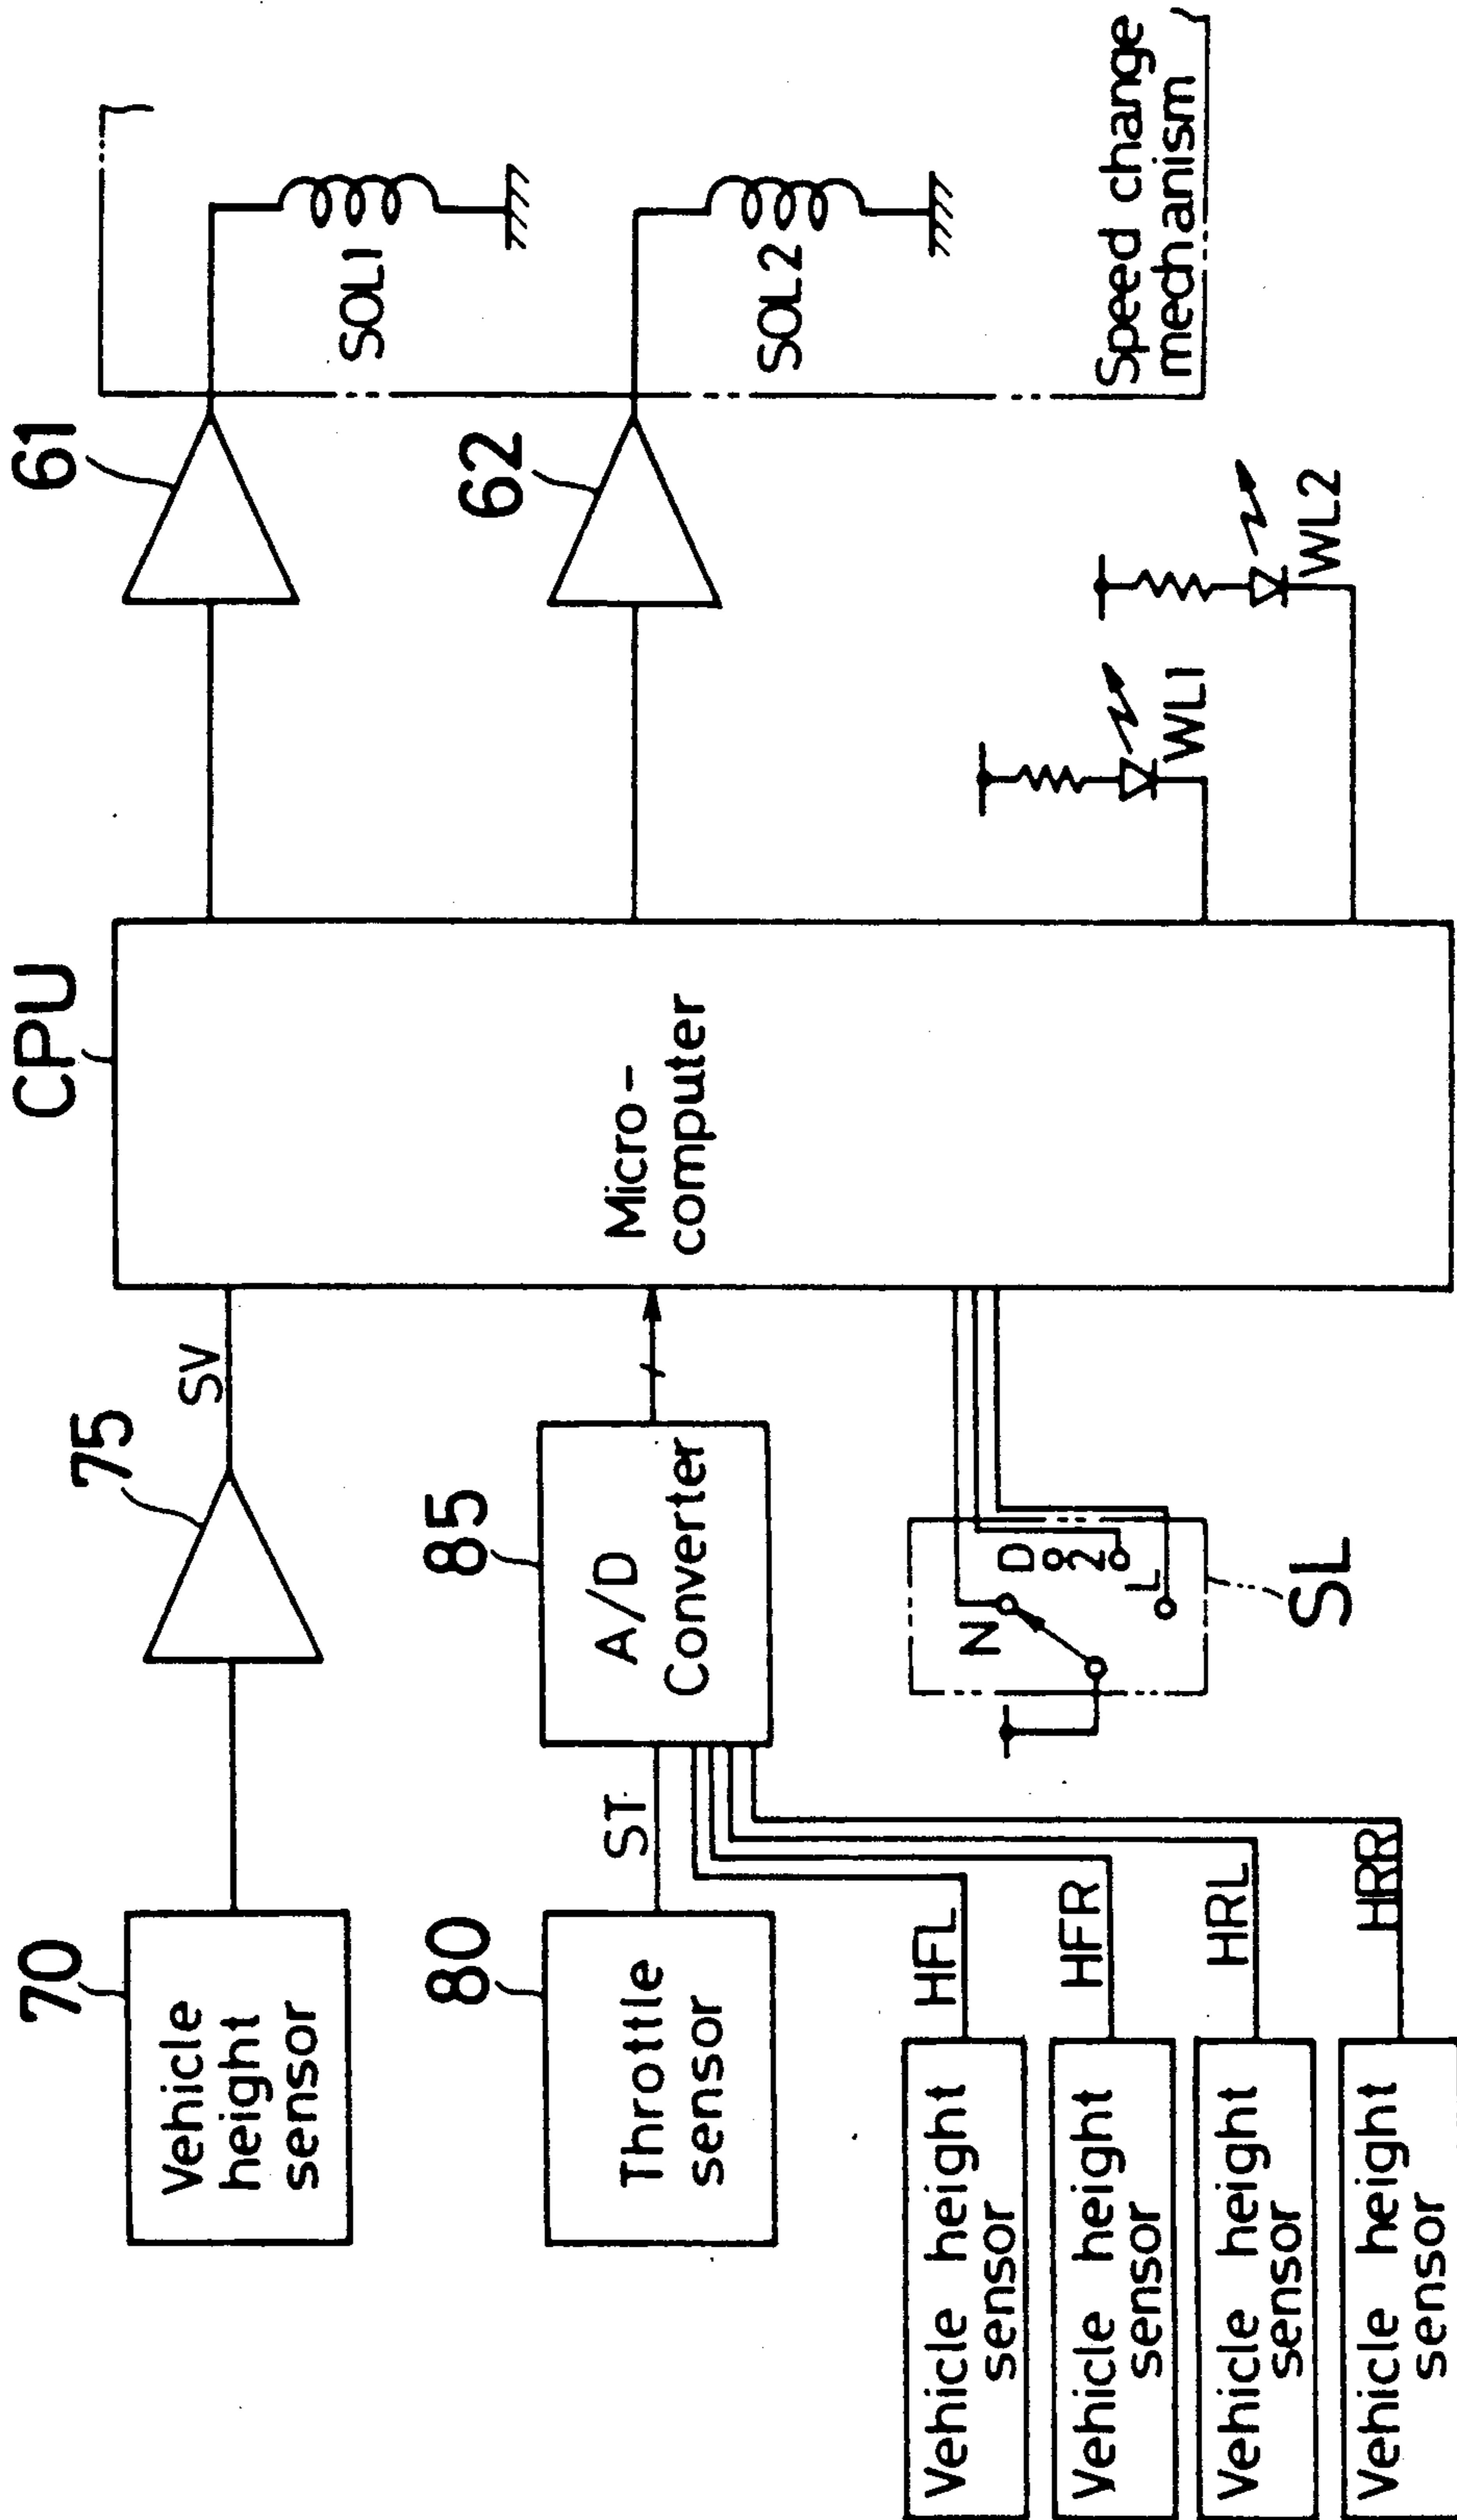 CPU
61
SOL1
62
SOL2
Speed change
mechanism
WL1
WL2
Micro-
computer
75
SV
85
A/D
Converter
N
D
2
L
SL
70
Vehicle
height
sensor
80
Throttle
sensor
ST
HFL
HFR
HRL
HRR
Vehicle height
sensor
Vehicle height
sensor
Vehicle height
sensor
Vehicle height
sensor